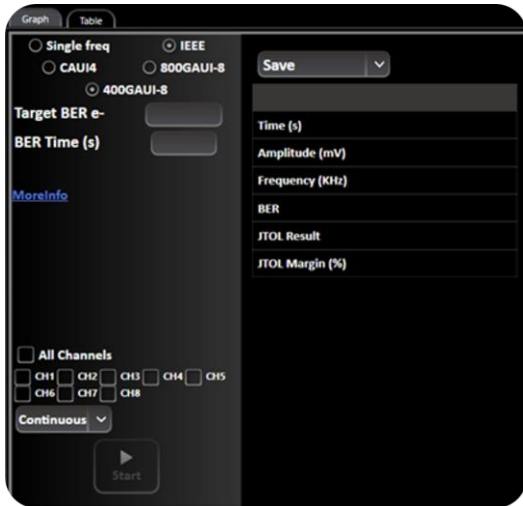 Graph Table
Single freq IEEE
CAUI4 800GAUI-8
400GAUI-8
Target BER e-
BER Time (s)
MoreInfo
All Channels
CH1 CH2 CH3 CH4 CH5
CH6 CH7 CH8
Continuous
Start
Save
Time (s)
Amplitude (mV)
Frequency (KHz)
BER
JTOL Result
JTOL Margin (%)